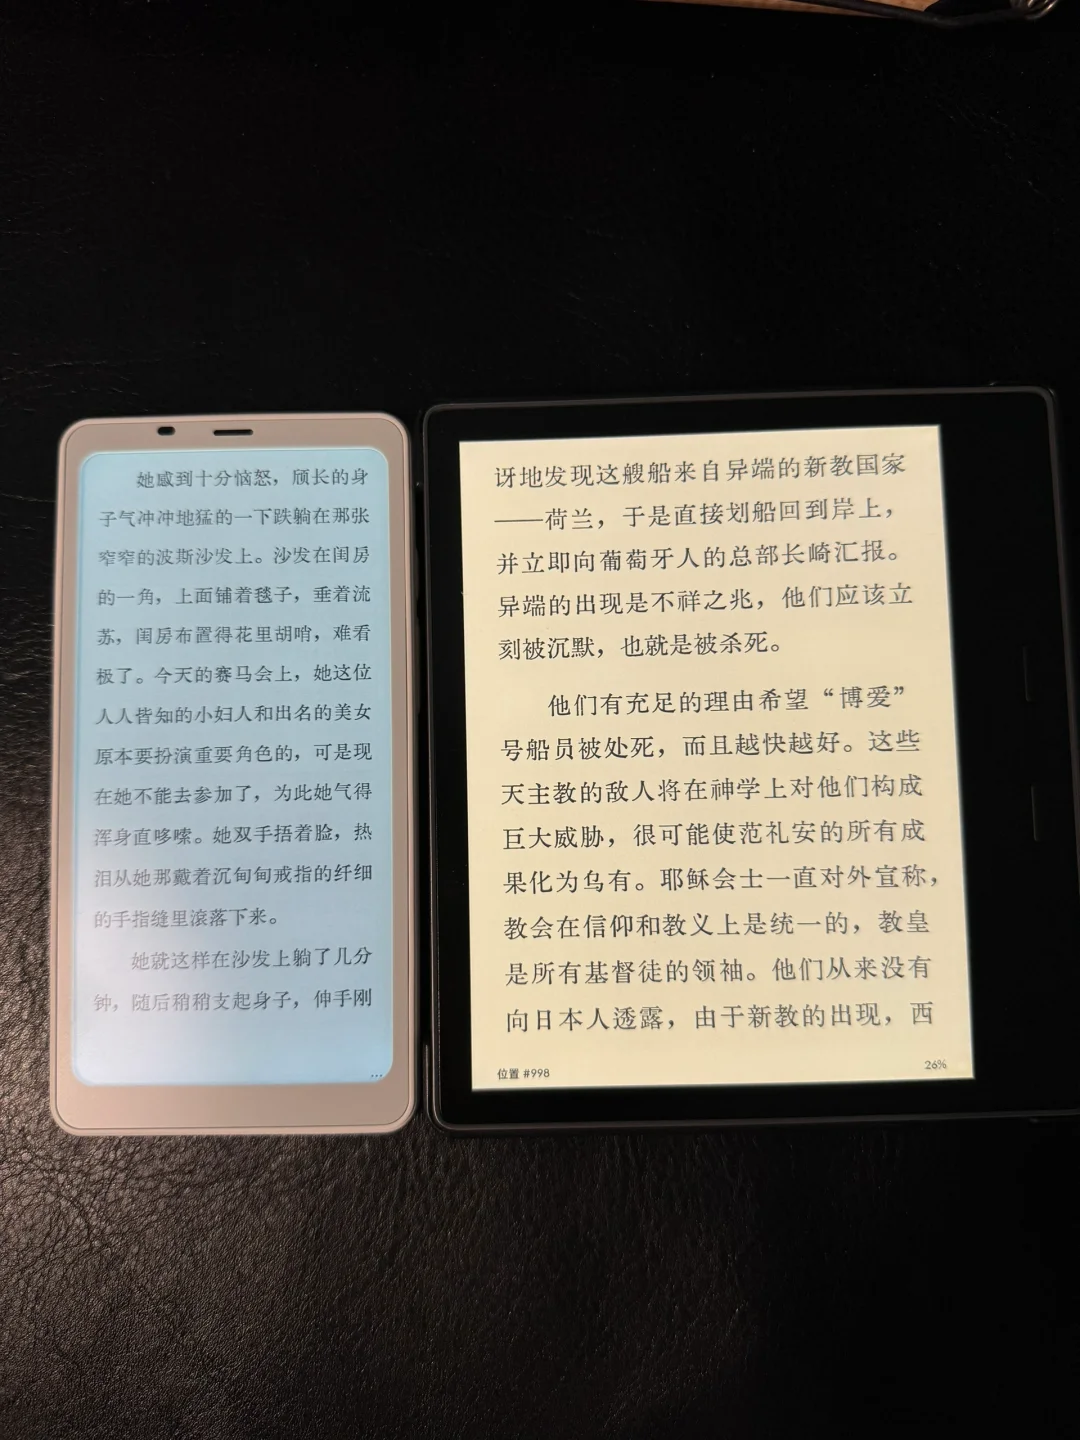 她感到十分恼怒，颀长的身
子气冲冲地猛的一下跌躺在那张
窄窄的波斯沙发上。沙发在闺房
的一角，上面铺着毯子，垂着流
苏，闺房布置得花里胡哨，难看
极了。今天的赛马会上，她这位
人人皆知的小妇人和出名的美女
原本要扮演重要角色的，可是现
在她不能去参加了，为此她气得
浑身直哆嗦。她双手捂着脸，热
泪从她那戴着沉甸甸戒指的纤细
的手指缝里滚落下来。
她就这样在沙发上躺了几分
钟，随后稍稍支起身子，伸手刚
...
讶地发现这艘船来自异端的新教国家
——荷兰，于是直接划船回到岸上，
并立即向葡萄牙人的总部长崎汇报。
异端的出现是不祥之兆，他们应该立
刻被沉默，也就是被杀死。
他们有充足的理由希望“博爱”
号船员被处死，而且越快越好。这些
天主教的敌人将在神学上对他们构成
巨大威胁，很可能使范礼安的所有成
果化为乌有。耶稣会士一直对外宣称，
教会在信仰和教义上是统一的，教皇
是所有基督徒的领袖。他们从来没有
向日本人透露，由于新教的出现，西
位置 #998
26%